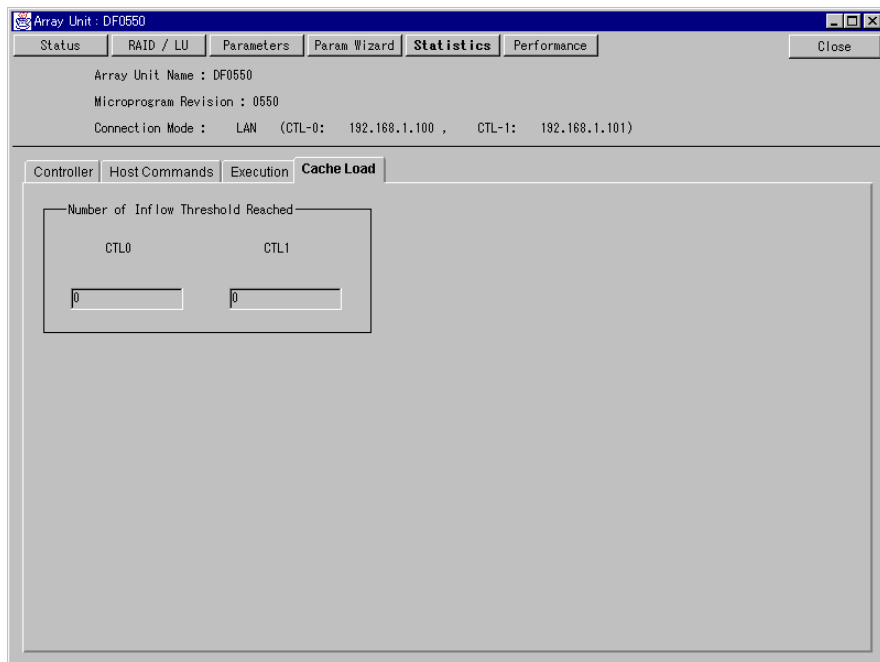 Array Unit : DF0550
Status RAID / LU Parameters Param Wizard Statistics Performance Close
Array Unit Name : DF0550
Microprogram Revision : 0550
Connection Mode : LAN (CTL-0: 192.168.1.100 , CTL-1: 192.168.1.101)
Controller Host Commands Execution Cache Load
Number of Inflow Threshold Reached
CTL0 CTL1
0 0